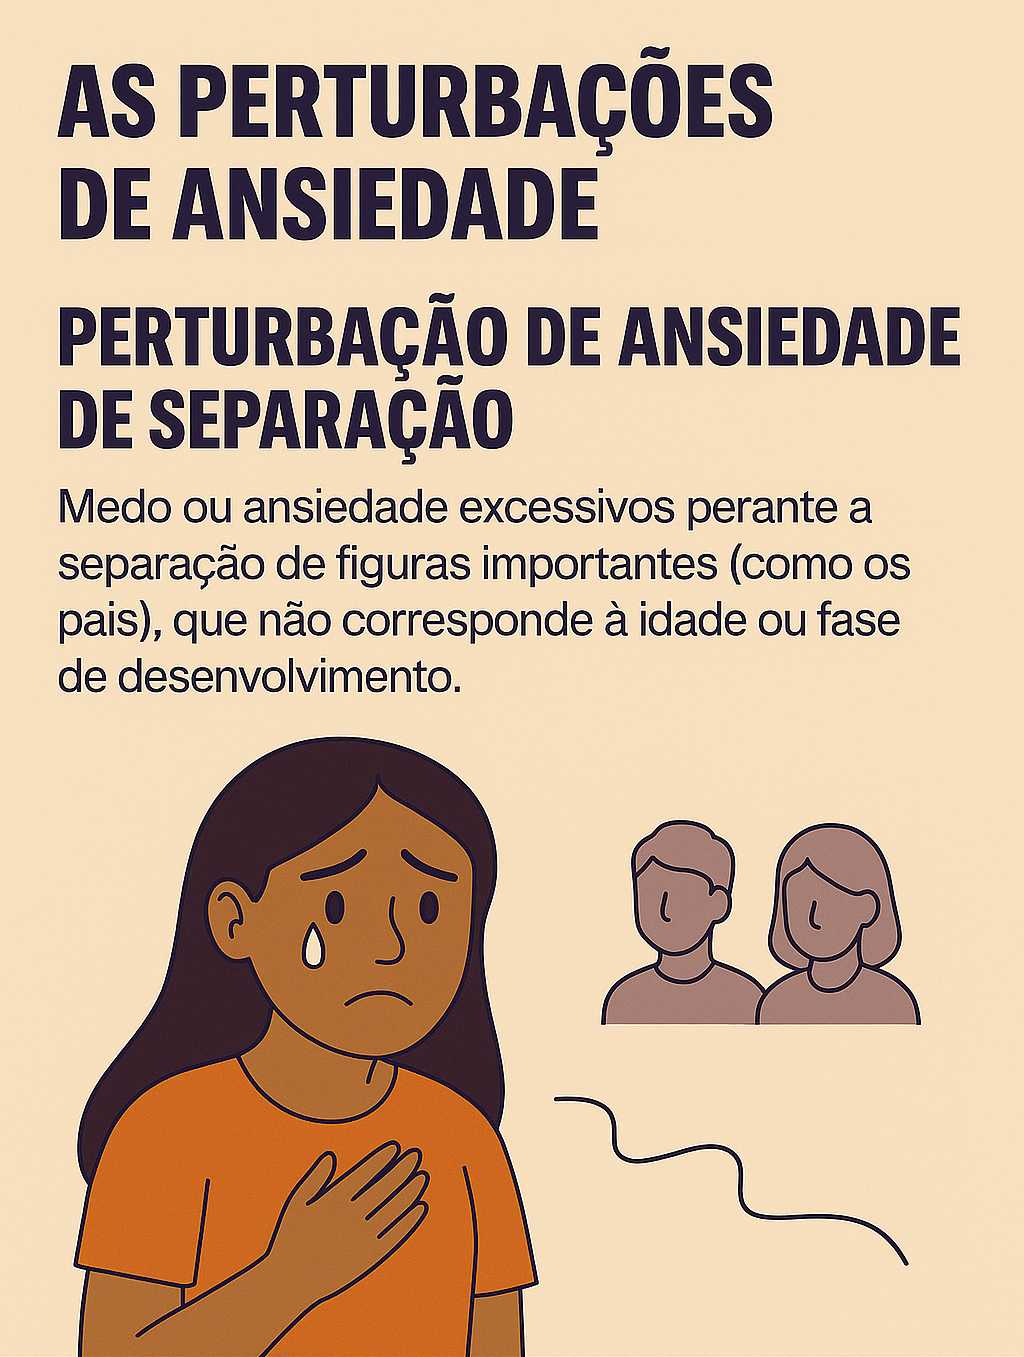 AS PERTURBAÇÕES
DE ANSIEDADE
PERTURBAÇÃO DE ANSIEDADE
DE SEPARAÇÃO
Medo ou ansiedade excessivos perante a
separação de figuras importantes (como os
pais), que não corresponde à idade ou fase
de desenvolvimento.